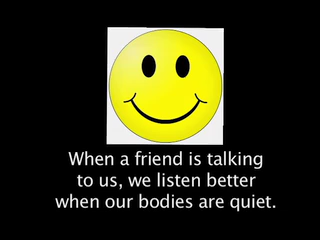 When a friend is talking
to us, we listen better
when our bodies are quiet.